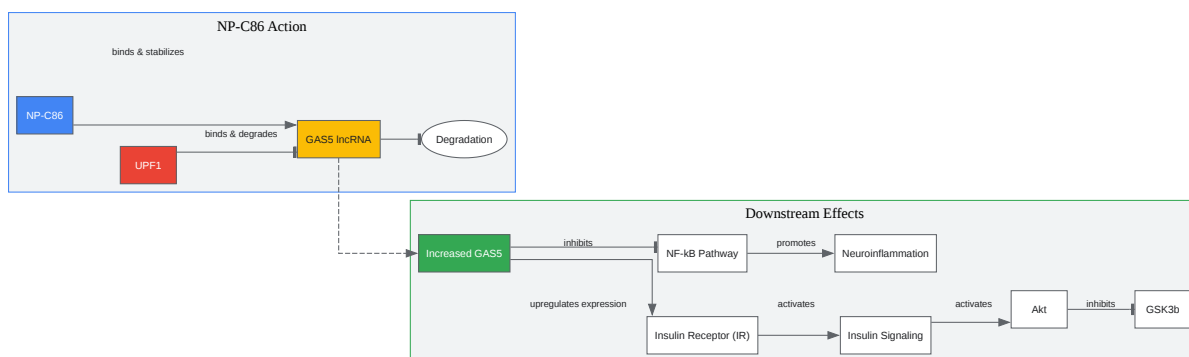 NP-C86 Action
binds & stabilizes
NP-C86
binds & degrades
GAS5 lncRNA
Degradation
UPF1
Downstream Effects
Increased GAS5
inhibits
NF-kB Pathway
promotes
Neuroinflammation
upregulates expression
activates
activates
Akt
inhibits
GSK3b
Insulin Receptor (IR)
Insulin Signaling